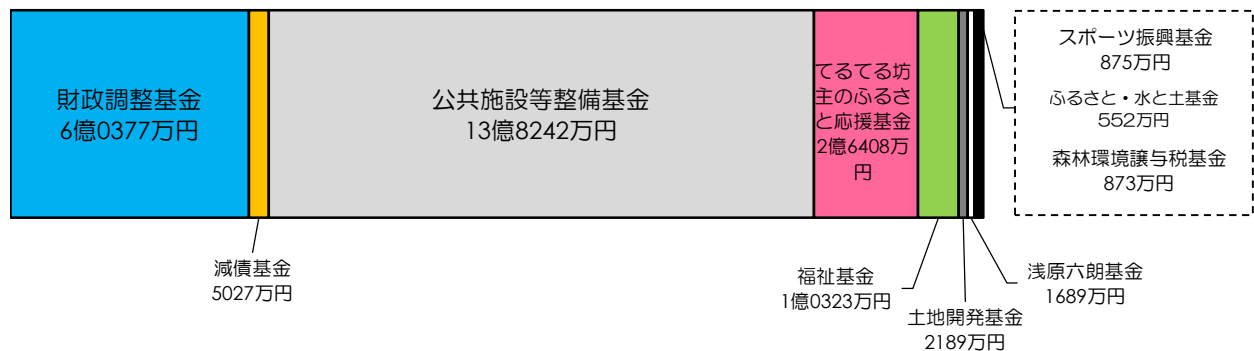 財政調整基金
6億0377万円
公共施設等整備基金
13億8242万円
てるてる坊
主のふるさ
と応援基金
2億6408万
円
スポーツ振興基金
875万円
ふるさと・水と土基金
552万円
森林環境譲与税基金
873万円
減債基金
5027万円
福祉基金
1億0323万円
土地開発基金
2189万円
浅原六朗基金
1689万円